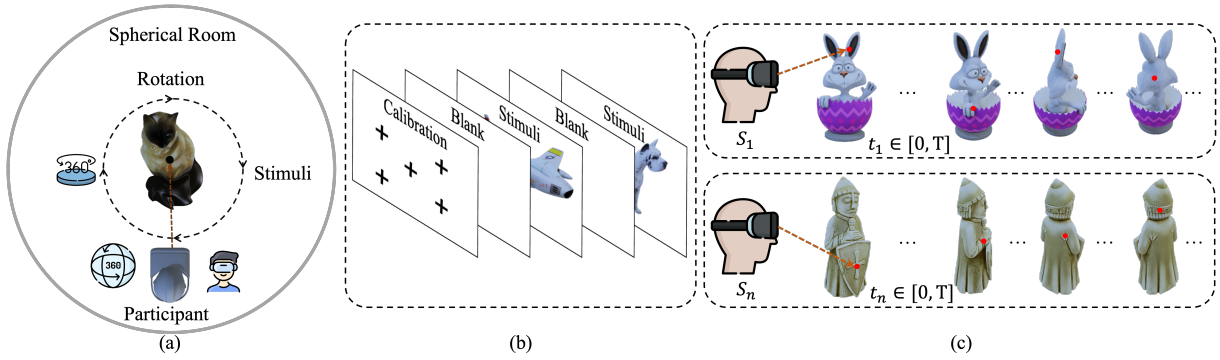 Spherical Room
Rotation
360°
Stimuli
360
Participant
(a)
Calibration
Blank
Stimuli
Blank
Stimuli
(b)
S₁
... ... ... ...
t₁ ∈ [0, T]
Sₙ
... ... ... ...
tₙ ∈ [0, T]
(c)